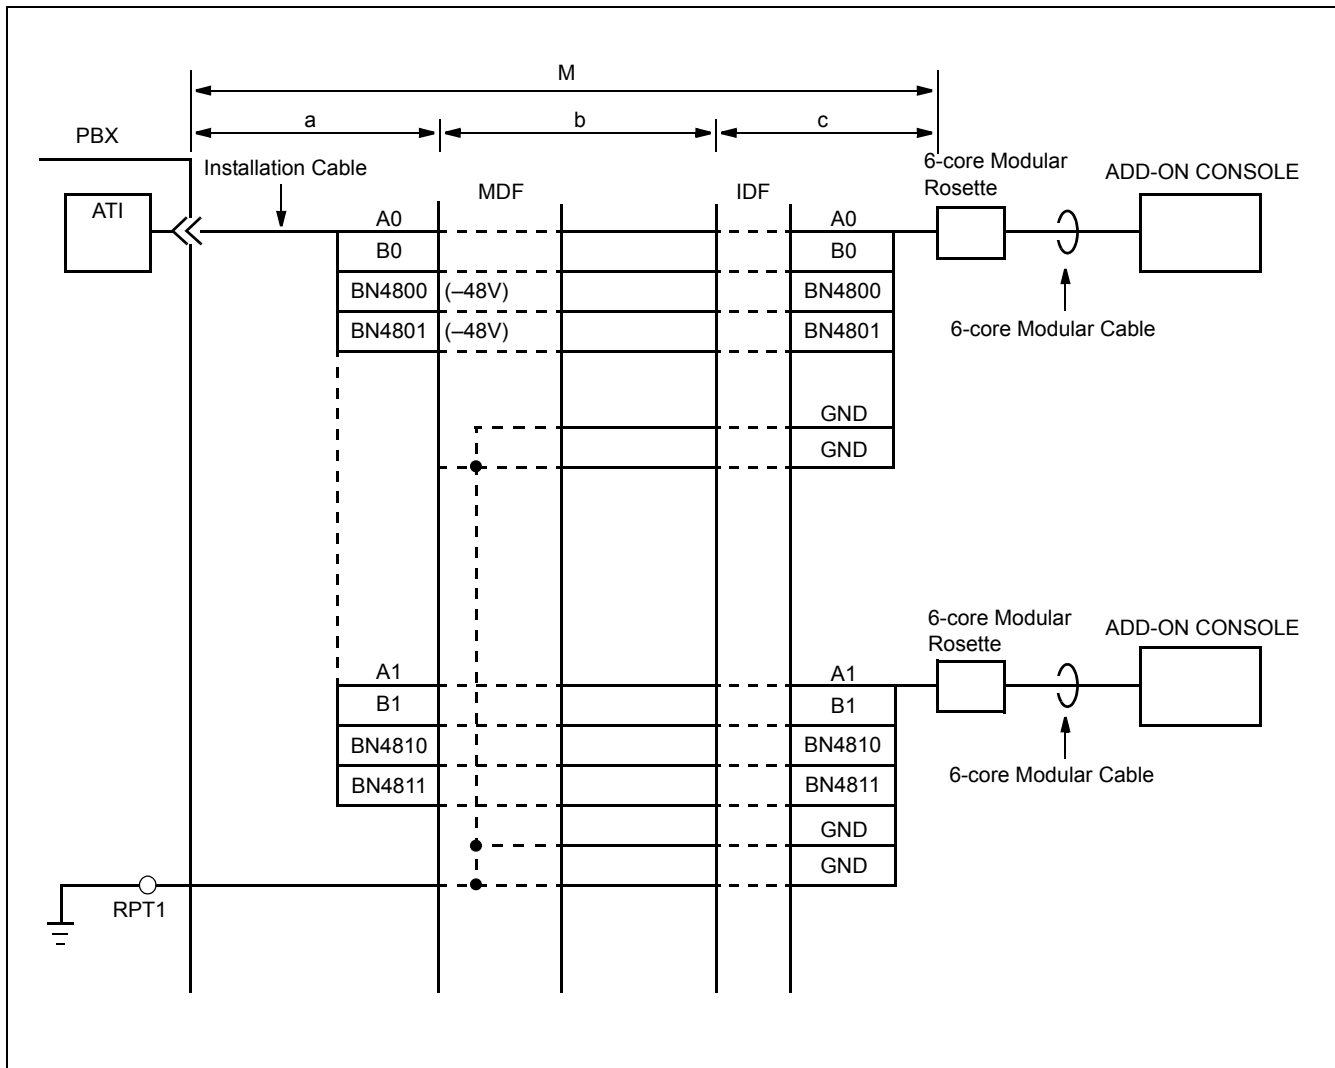 M
a b c
PBX
Installation Cable
MDF
IDF
6-core Modular
Rosette
ADD-ON CONSOLE
ATI
A0
B0
BN4800 (–48V)
BN4801 (–48V)
A0
B0
BN4800
BN4801
GND
GND
6-core Modular Cable
6-core Modular
Rosette
ADD-ON CONSOLE
A1
B1
BN4810
BN4811
A1
B1
BN4810
BN4811
GND
GND
6-core Modular Cable
RPT1